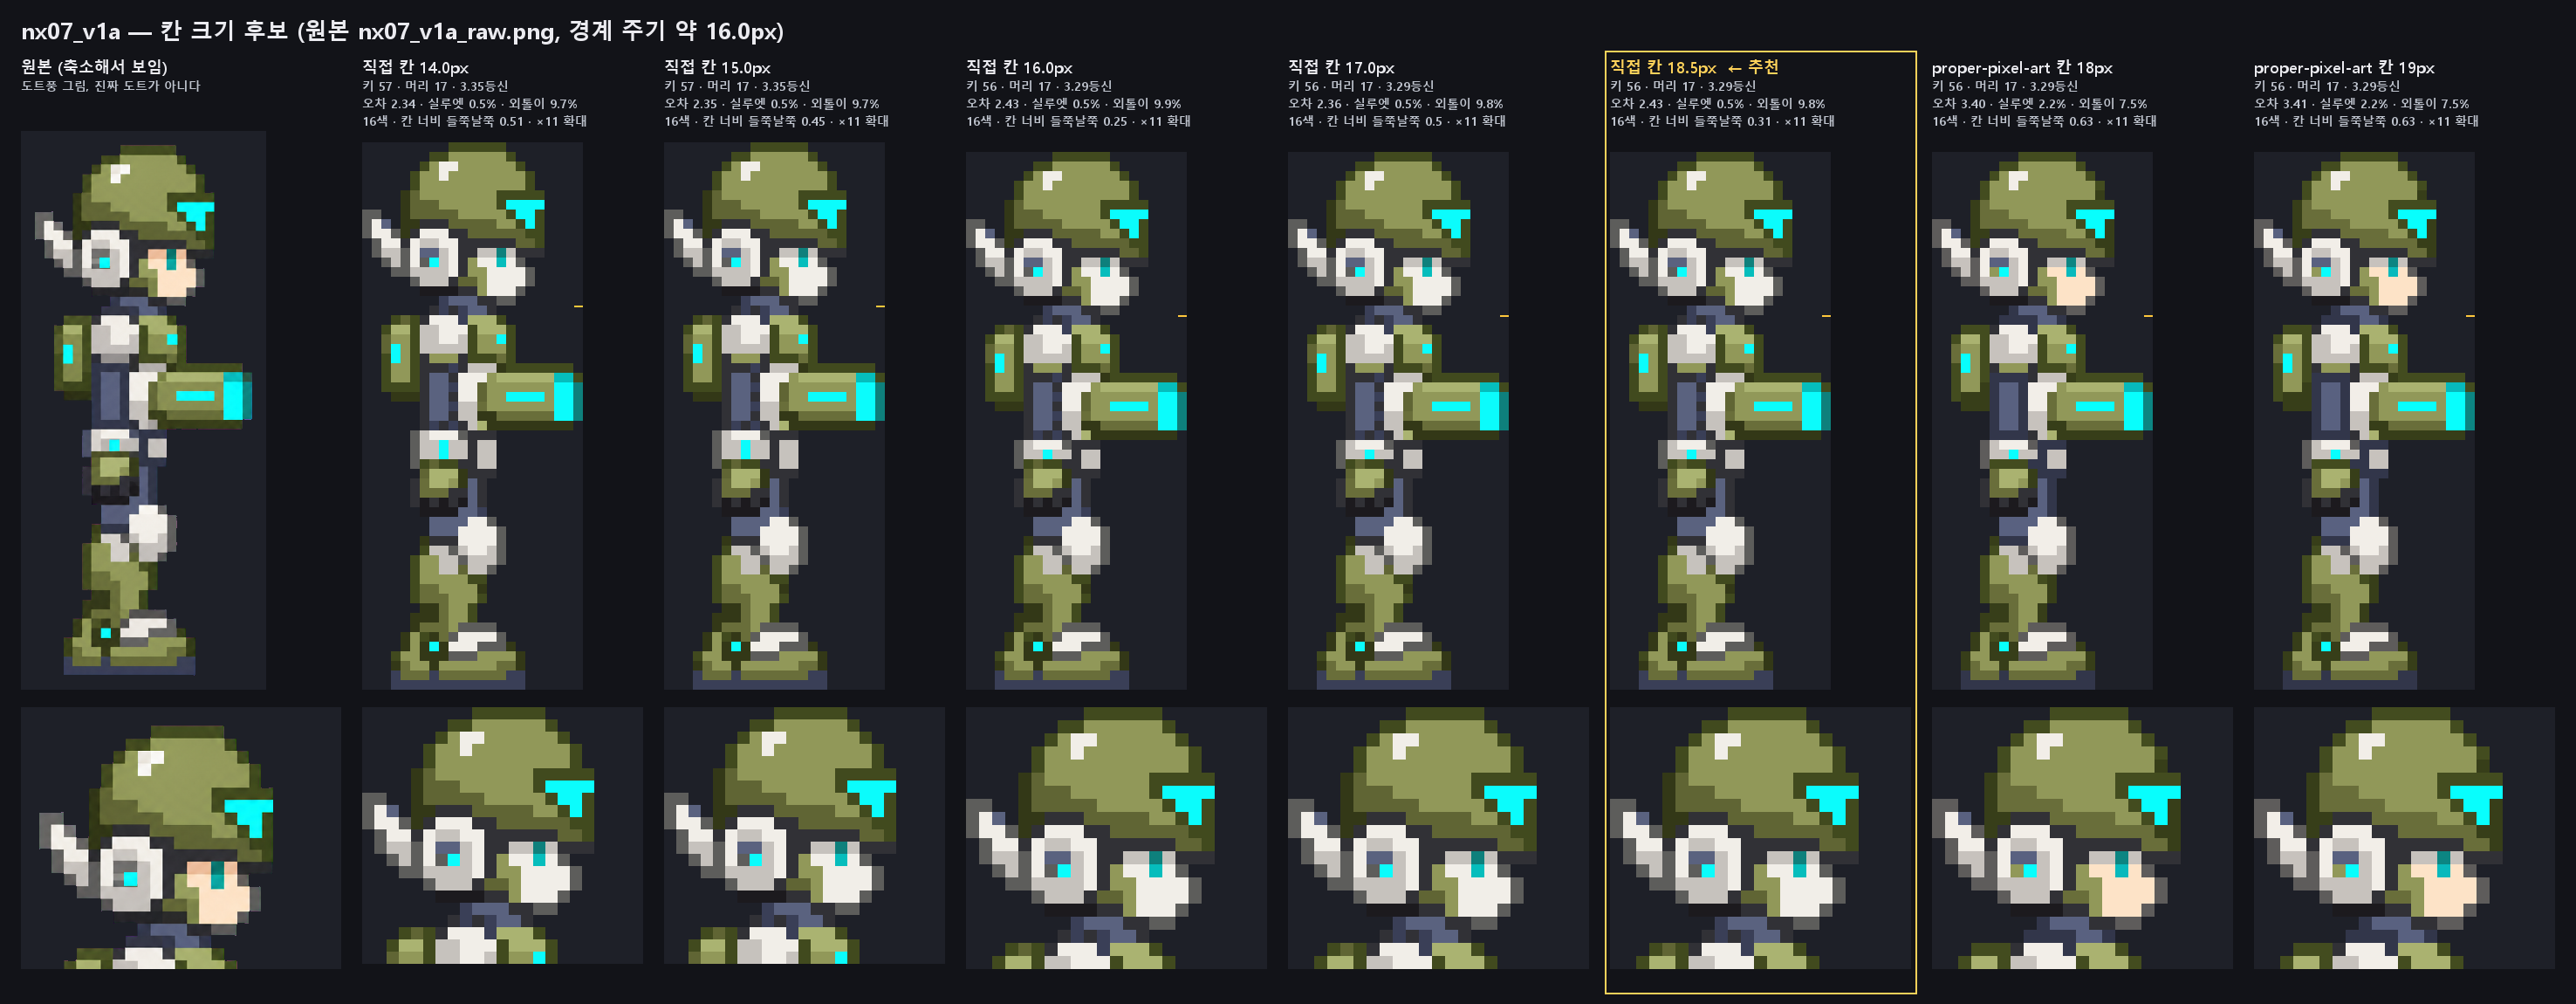 nx07_v1a — 칸 크기 후보 (원본 nx07_v1a_raw.png, 경계 주기 약 16.0px)
원본 (축소해서 보임)
도트풍 그림, 진짜 도트가 아니다
직접 칸 14.0px
키 57 · 머리 17 · 3.35등신
오차 2.34 · 실루엣 0.5% · 외톨이 9.7%
16색 · 칸 너비 들쭉날쭉 0.51 · ×11 확대
직접 칸 15.0px
키 57 · 머리 17 · 3.35등신
오차 2.35 · 실루엣 0.5% · 외톨이 9.7%
16색 · 칸 너비 들쭉날쭉 0.45 · ×11 확대
직접 칸 16.0px
키 56 · 머리 17 · 3.29등신
오차 2.43 · 실루엣 0.5% · 외톨이 9.9%
16색 · 칸 너비 들쭉날쭉 0.25 · ×11 확대
직접 칸 17.0px
키 56 · 머리 17 · 3.29등신
오차 2.36 · 실루엣 0.5% · 외톨이 9.8%
16색 · 칸 너비 들쭉날쭉 0.5 · ×11 확대
직접 칸 18.5px ← 추천
키 56 · 머리 17 · 3.29등신
오차 2.43 · 실루엣 0.5% · 외톨이 9.8%
16색 · 칸 너비 들쭉날쭉 0.31 · ×11 확대
proper-pixel-art 칸 18px
키 56 · 머리 17 · 3.29등신
오차 3.40 · 실루엣 2.2% · 외톨이 7.5%
16색 · 칸 너비 들쭉날쭉 0.63 · ×11 확대
proper-pixel-art 칸 19px
키 56 · 머리 17 · 3.29등신
오차 3.41 · 실루엣 2.2% · 외톨이 7.5%
16색 · 칸 너비 들쭉날쭉 0.63 · ×11 확대